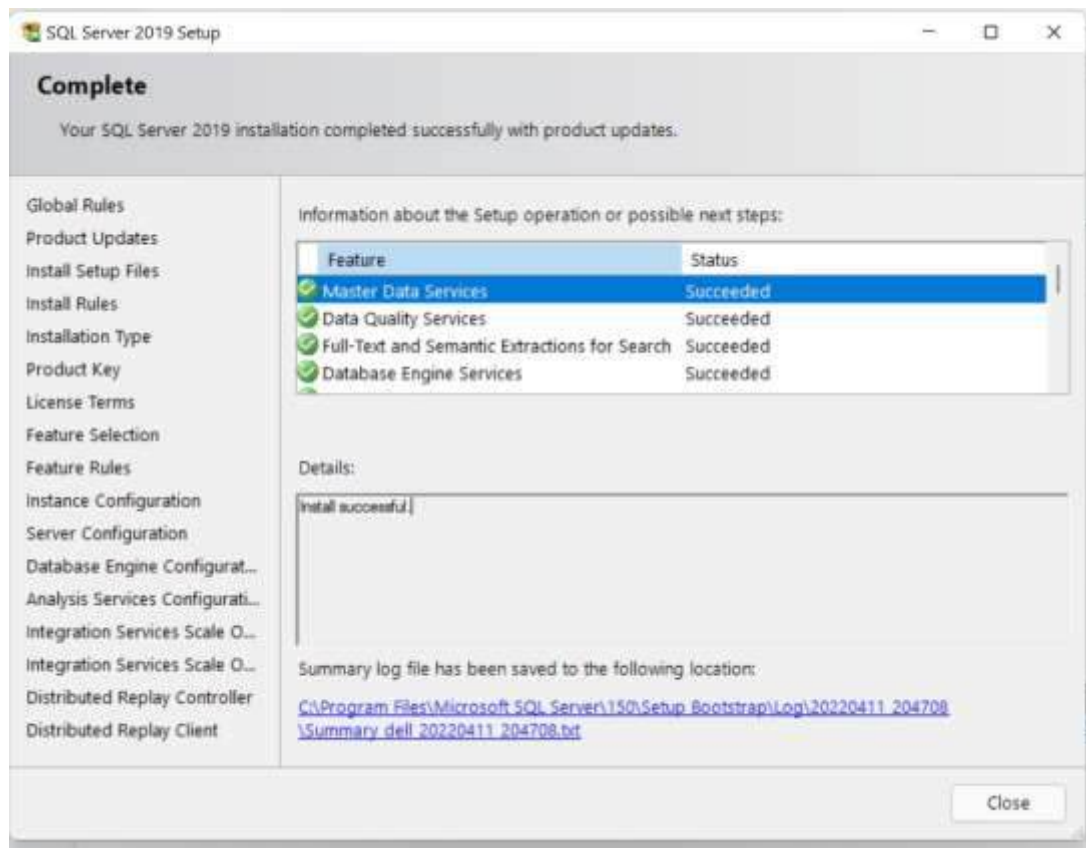 SQL Server 2019 Setup
Complete
Your SQL Server 2019 installation completed successfully with product updates.
Global Rules
Product Updates
Install Setup Files
Install Rules
Installation Type
Product Key
License Terms
Feature Selection
Feature Rules
Instance Configuration
Server Configuration
Database Engine Configurat...
Analysis Services Configurati...
Integration Services Scale O...
Integration Services Scale O...
Distributed Replay Controller
Distributed Replay Client
Information about the Setup operation or possible next steps:
Feature Status
Master Data Services Succeeded
Data Quality Services Succeeded
Full-Text and Semantic Extractions for Search Succeeded
Database Engine Services Succeeded
Details:
Install successful.
Summary log file has been saved to the following location:
C:\Program Files\Microsoft SQL Server\150\Setup Bootstrap\Log\20220411_204708
\Summary_dell_20220411_204708.txt
Close